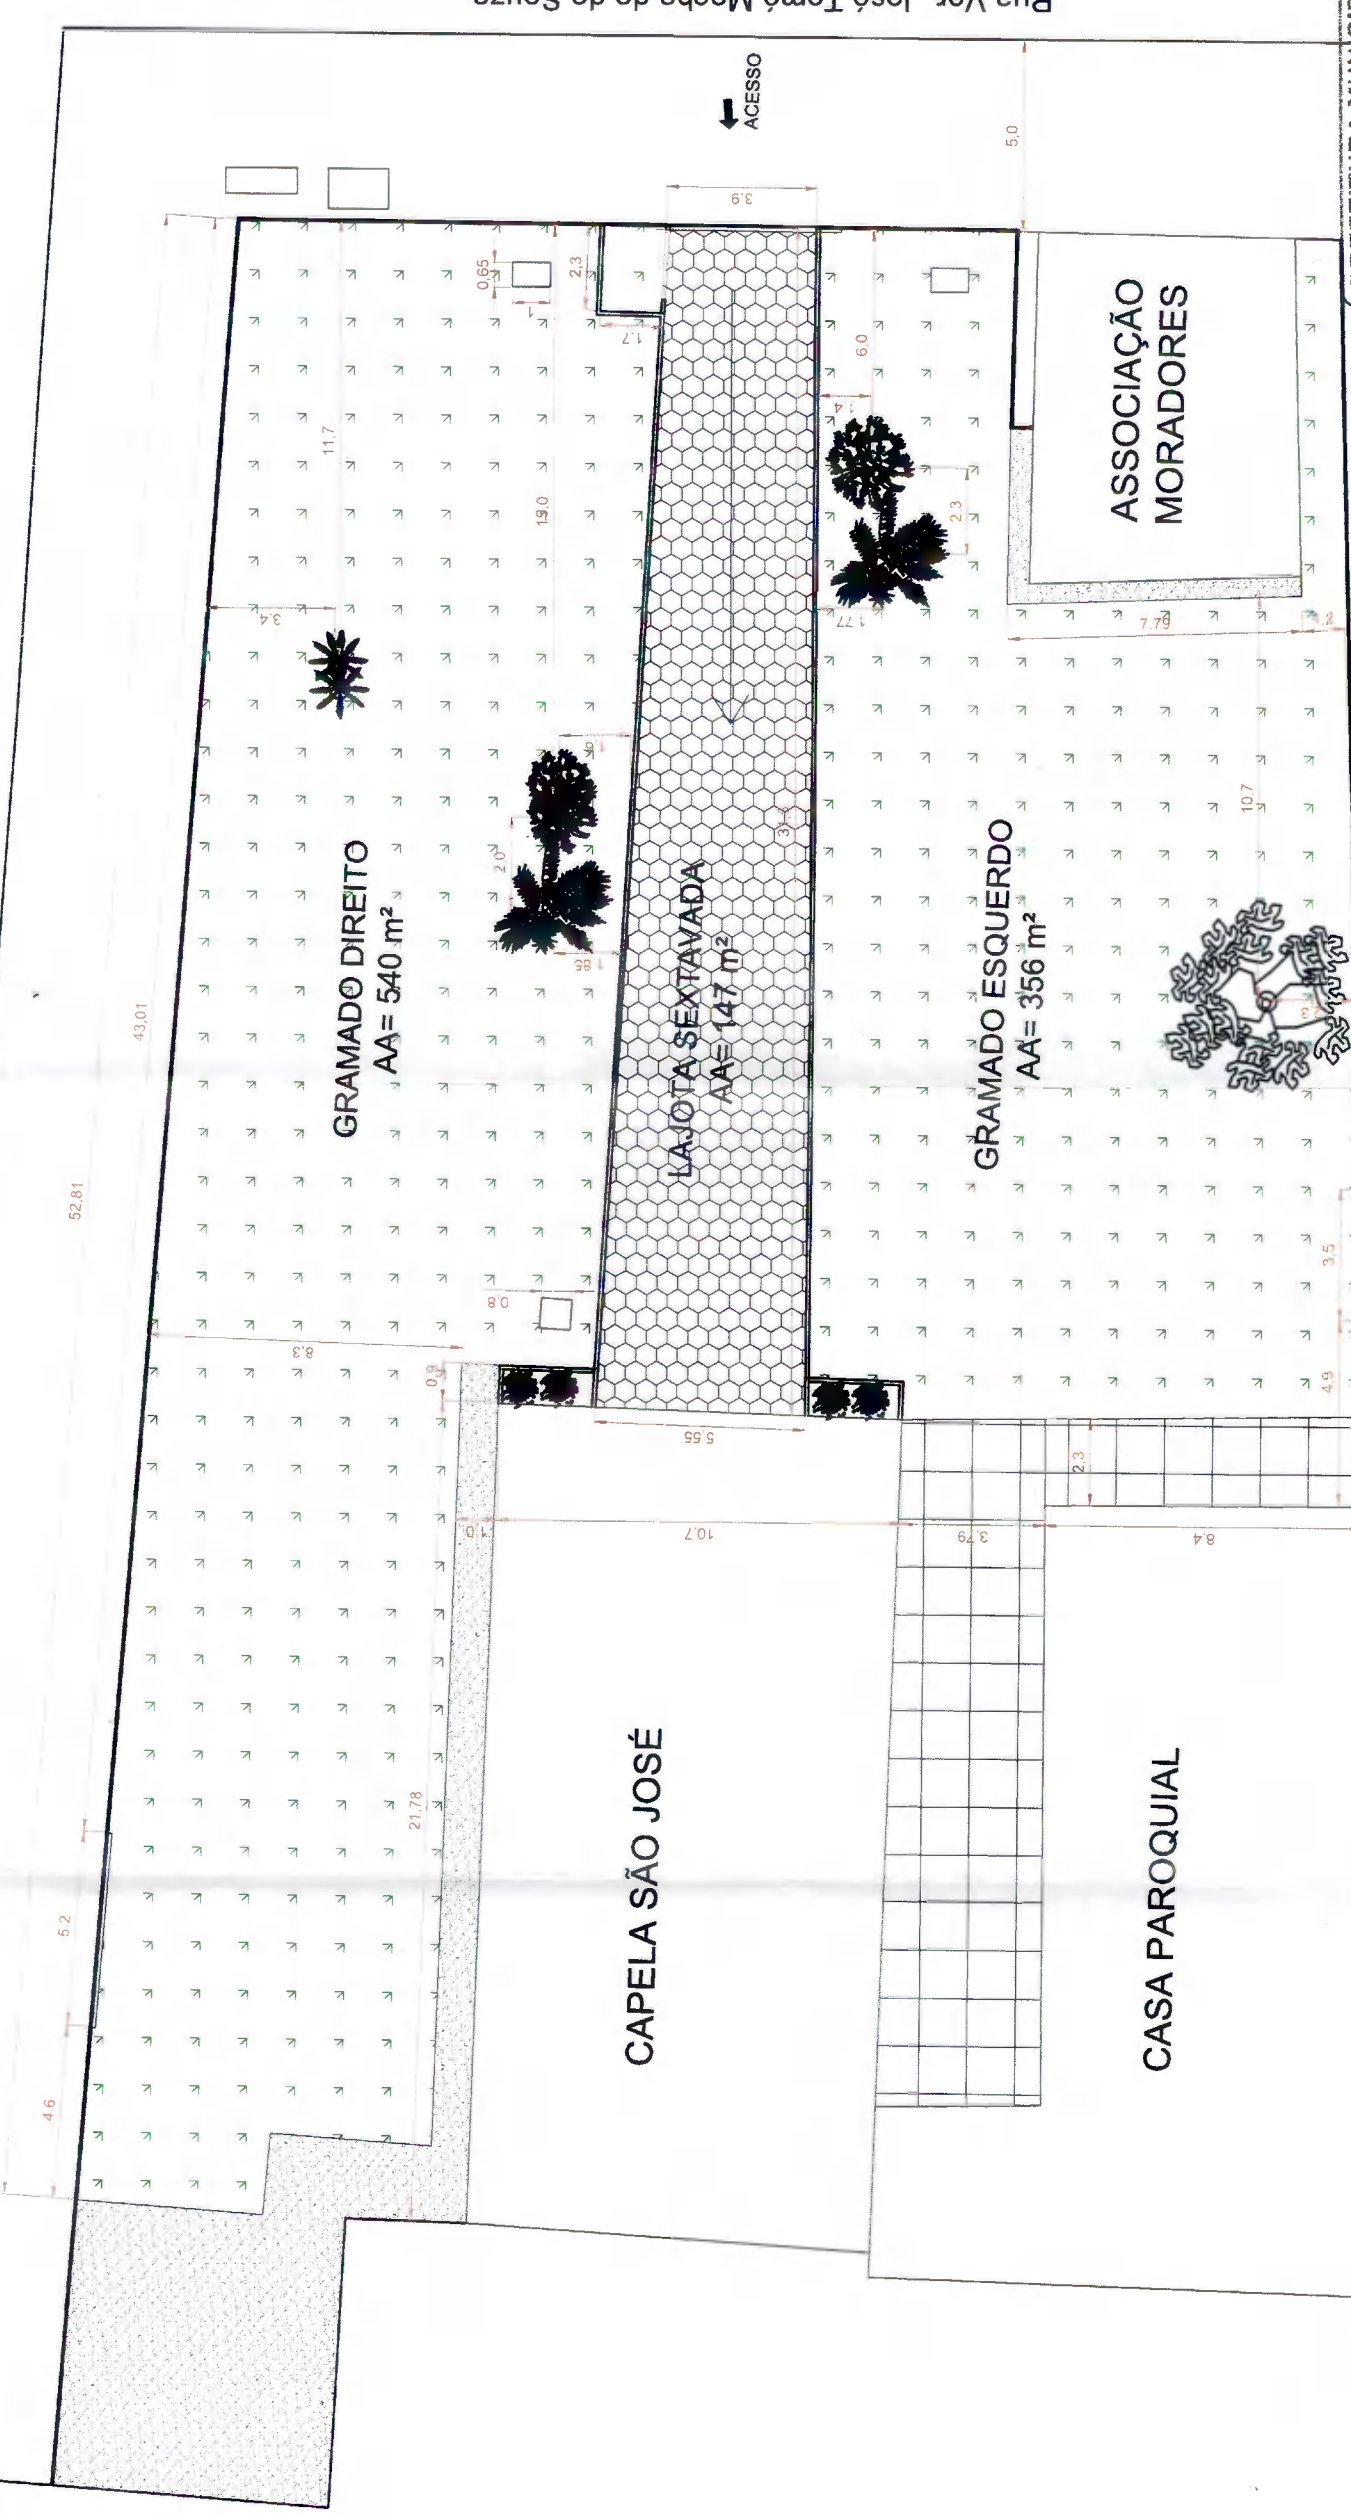 Rua Ver. José Tomé
de Souza
ACESSO
5,0
3.9
0,65
1
2,3
1.7
11,7
19.0
3.4
6,0
1.4
2.3
1.77
ASSOCIAÇÃO
MORADORES
7.79
10.7
43,01
52,81
GRAMADO DIREITO
AA= 540 m²
2.0
1.85
LAJOTA SEXTAVADA
AA= 147 m²
GRAMADO ESQUERDO
AA= 356 m²
3,5
4.9
0.8
8.3
0.9
5.55
2,3
1.0
10.7
3.79
8.4
21,78
5.2
4.6
CAPELA SÃO JOSÉ
CASA PAROQUIAL